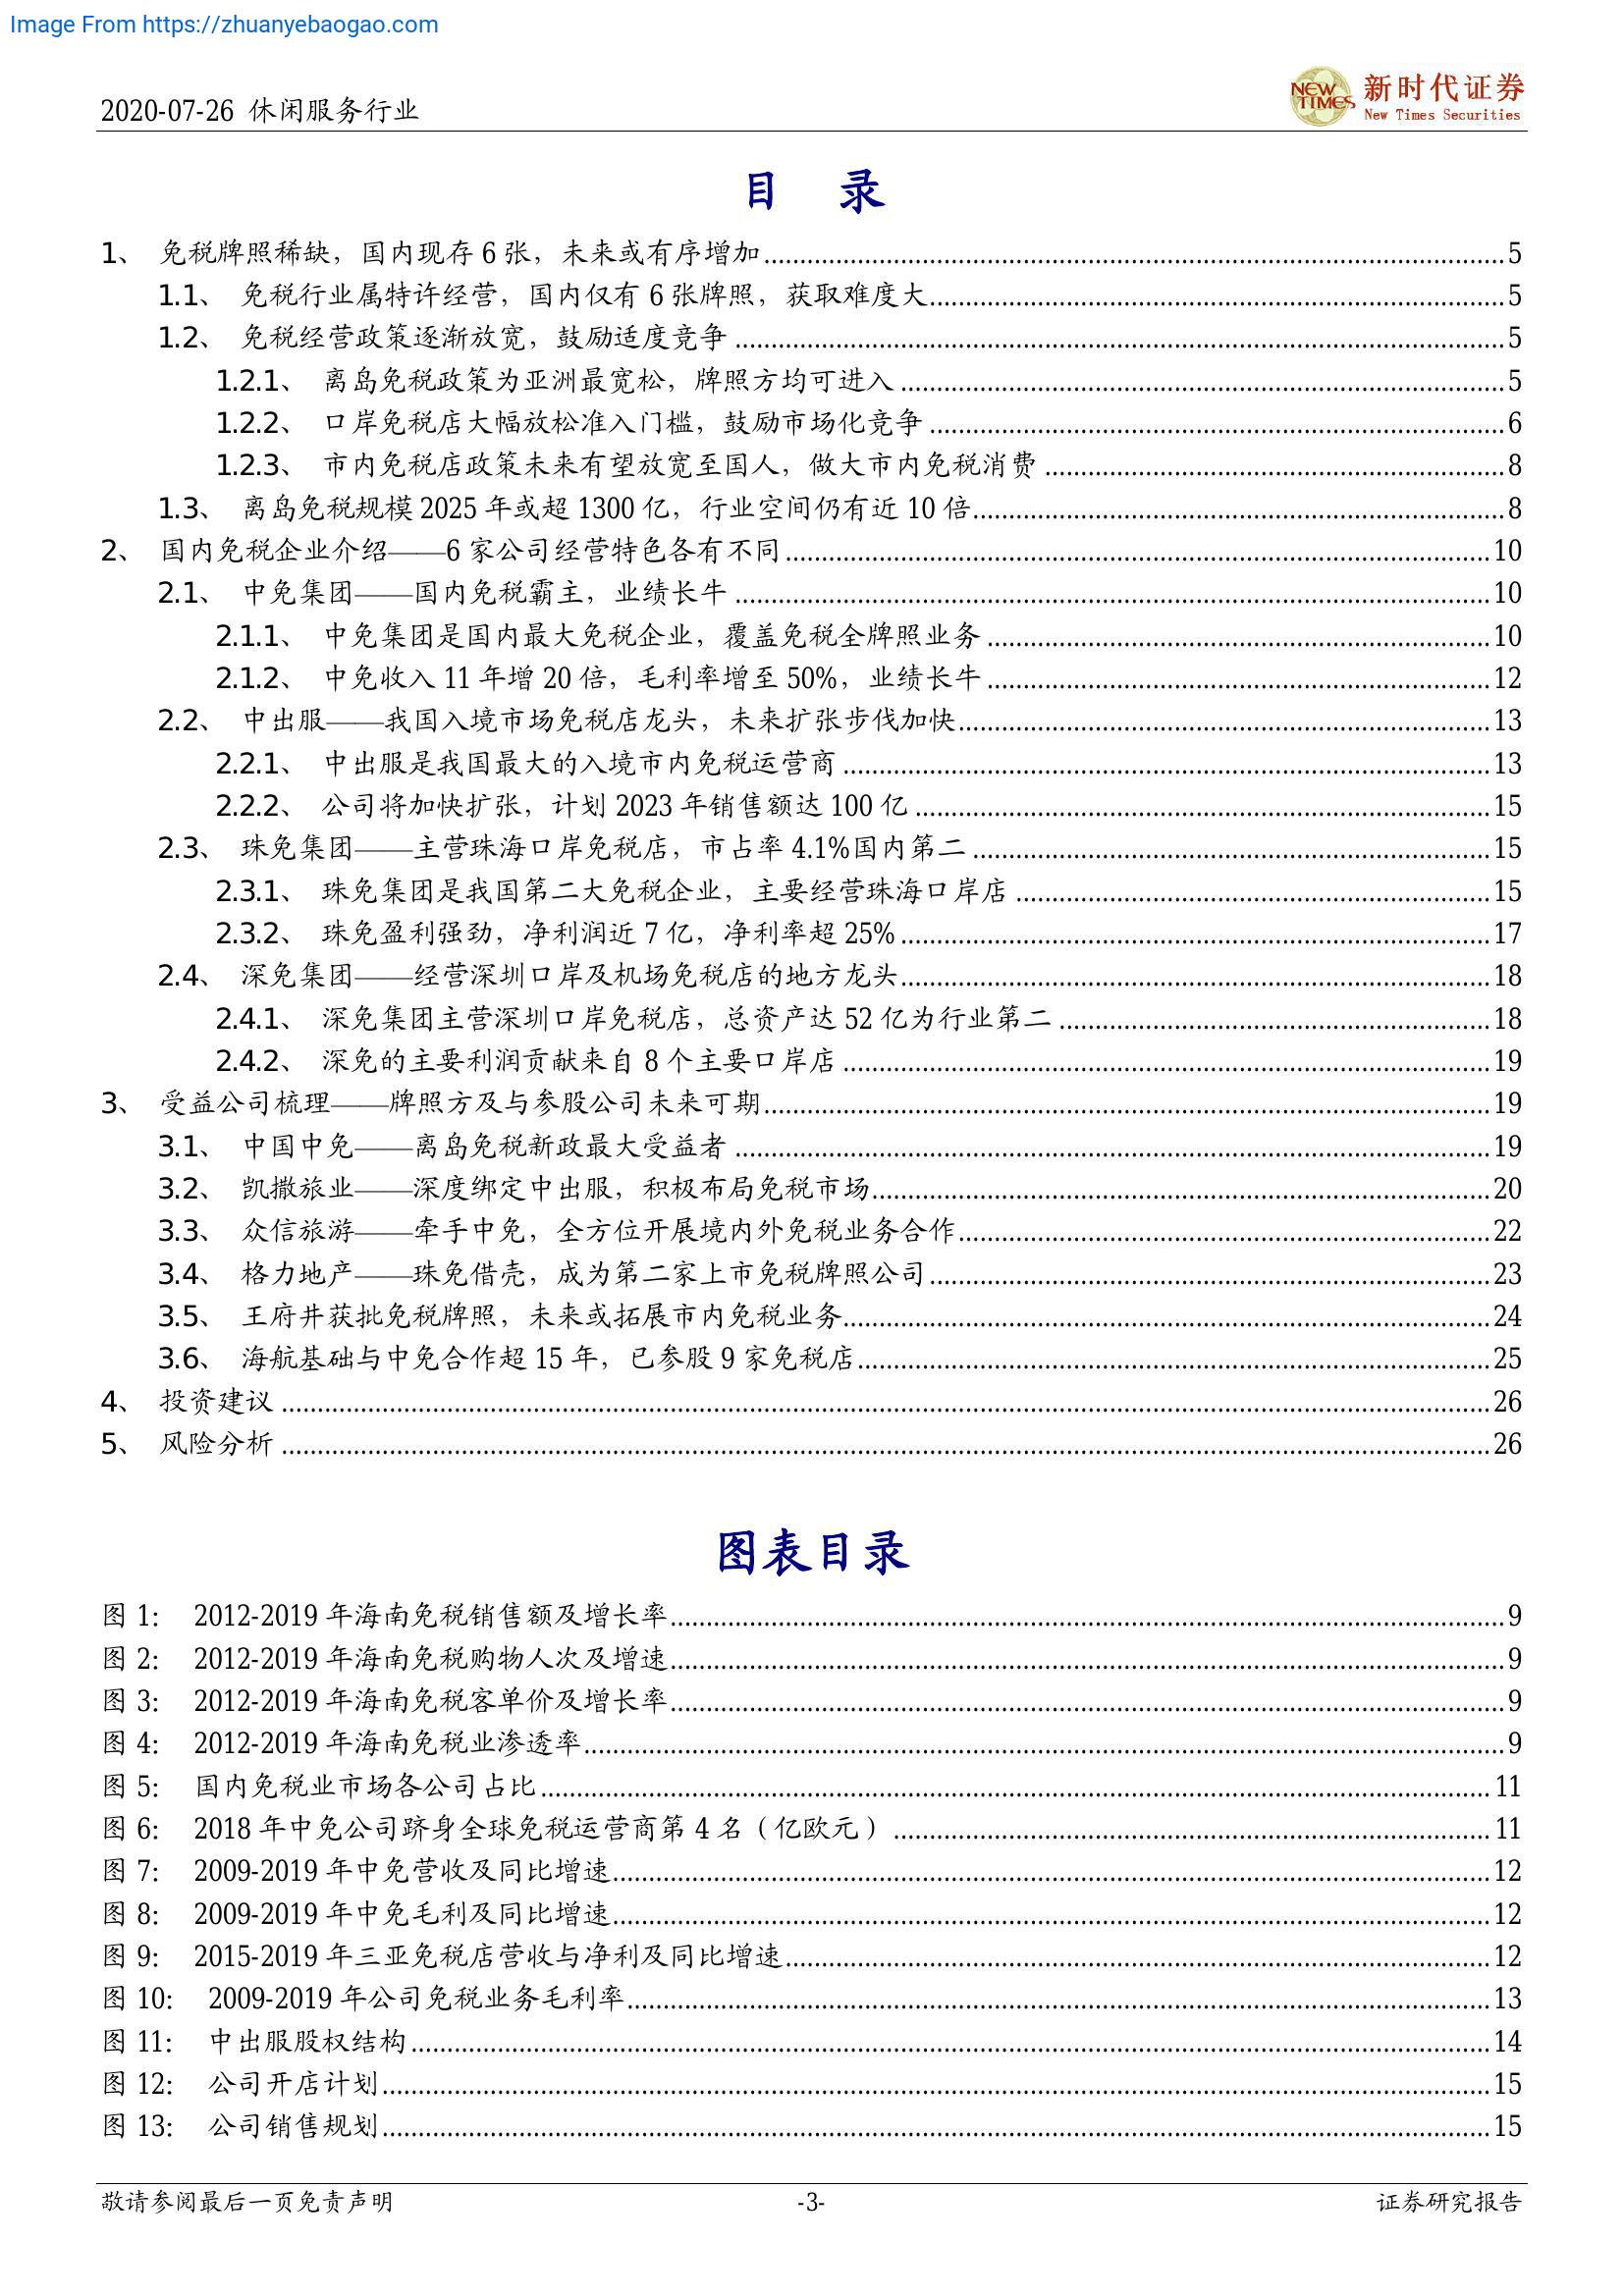 Image From https://zhuanyebaogao.com
2020-07-26 休闲服务行业
NEW TIMES 新时代证券
New Times Securities
目 录
1、 免税牌照稀缺，国内现存 6 张，未来或有序增加 5
1.1、 免税行业属特许经营，国内仅有 6 张牌照，获取难度大 5
1.2、 免税经营政策逐渐放宽，鼓励适度竞争 5
1.2.1、 离岛免税政策为亚洲最宽松，牌照方均可进入 5
1.2.2、 口岸免税店大幅放松准入门槛，鼓励市场化竞争 6
1.2.3、 市内免税店政策未来有望放宽至国人，做大市内免税消费 8
1.3、 离岛免税规模 2025 年或超 1300 亿，行业空间仍有近 10 倍 8
2、 国内免税企业介绍——6 家公司经营特色各有不同 10
2.1、 中免集团——国内免税霸主，业绩长牛 10
2.1.1、 中免集团是国内最大免税企业，覆盖免税全牌照业务 10
2.1.2、 中免收入 11 年增 20 倍，毛利率增至 50%，业绩长牛 12
2.2、 中出服——我国入境市场免税店龙头，未来扩张步伐加快 13
2.2.1、 中出服是我国最大的入境市内免税运营商 13
2.2.2、 公司将加快扩张，计划 2023 年销售额达 100 亿 15
2.3、 珠免集团——主营珠海口岸免税店，市占率 4.1%国内第二 15
2.3.1、 珠免集团是我国第二大免税企业，主要经营珠海口岸店 15
2.3.2、 珠免盈利强劲，净利润近 7 亿，净利率超 25% 17
2.4、 深免集团——经营深圳口岸及机场免税店的地方龙头 18
2.4.1、 深免集团主营深圳口岸免税店，总资产达 52 亿为行业第二 18
2.4.2、 深免的主要利润贡献来自 8 个主要口岸店 19
3、 受益公司梳理——牌照方及与参股公司未来可期 19
3.1、 中国中免——离岛免税新政最大受益者 19
3.2、 凯撒旅业——深度绑定中出服，积极布局免税市场 20
3.3、 众信旅游——牵手中免，全方位开展境内外免税业务合作 22
3.4、 格力地产——珠免借壳，成为第二家上市免税牌照公司 23
3.5、 王府井获批免税牌照，未来或拓展市内免税业务 24
3.6、 海航基础与中免合作超 15 年，已参股 9 家免税店 25
4、 投资建议 26
5、 风险分析 26
图表目录
图 1: 2012-2019 年海南免税销售额及增长率 9
图 2: 2012-2019 年海南免税购物人次及增速 9
图 3: 2012-2019 年海南免税客单价及增长率 9
图 4: 2012-2019 年海南免税业渗透率 9
图 5: 国内免税业市场各公司占比 11
图 6: 2018 年中免公司跻身全球免税运营商第 4 名（亿欧元） 11
图 7: 2009-2019 年中免营收及同比增速 12
图 8: 2009-2019 年中免毛利及同比增速 12
图 9: 2015-2019 年三亚免税店营收与净利及同比增速 12
图 10: 2009-2019 年公司免税业务毛利率 13
图 11: 中出服股权结构 14
图 12: 公司开店计划 15
图 13: 公司销售规划 15
敬请参阅最后一页免责声明 -3- 证券研究报告